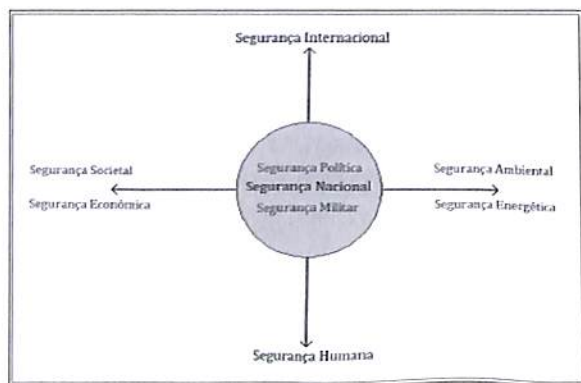 Segurança Internacional
Segurança Societal
Segurança Económica
Segurança Política
Segurança Nacional
Segurança Militar
Segurança Ambiental
Segurança Energética
Segurança Humana